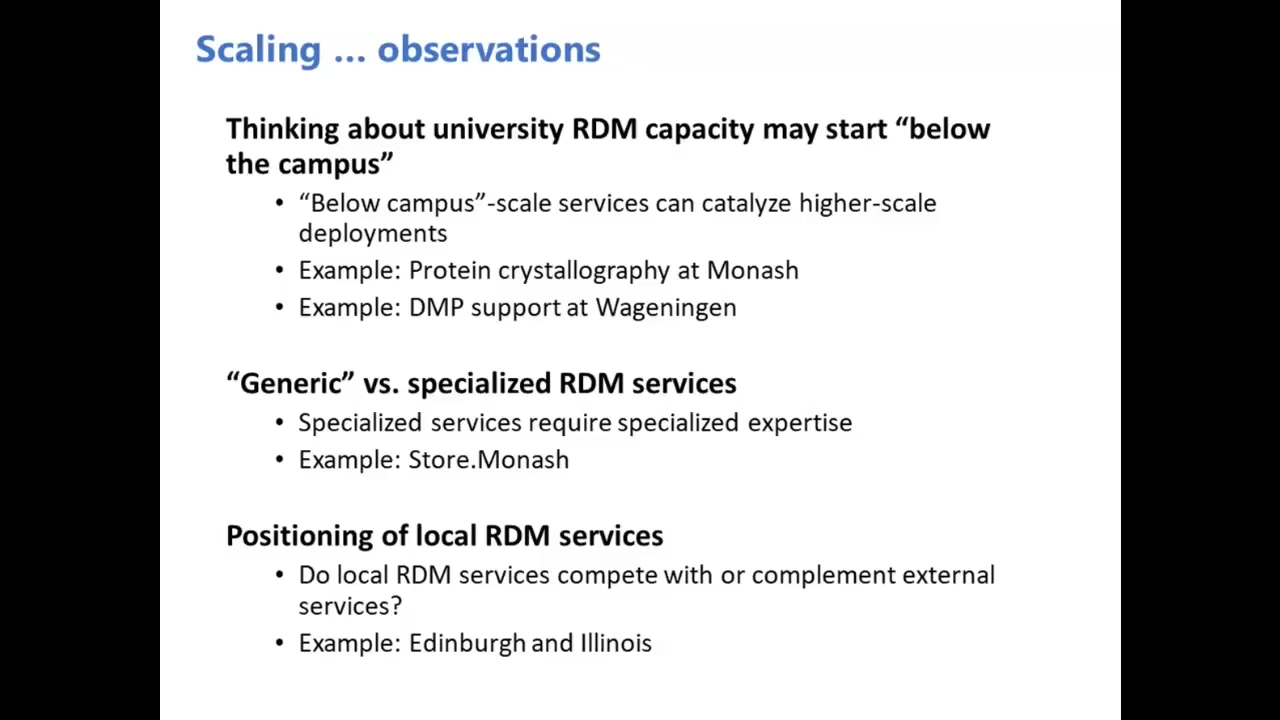 Scaling ... observations
Thinking about university RDM capacity may start “below
the campus”
• “Below campus”-scale services can catalyze higher-scale
deployments
• Example: Protein crystallography at Monash
• Example: DMP support at Wageningen
“Generic” vs. specialized RDM services
• Specialized services require specialized expertise
• Example: Store.Monash
Positioning of local RDM services
• Do local RDM services compete with or complement external
services?
• Example: Edinburgh and Illinois